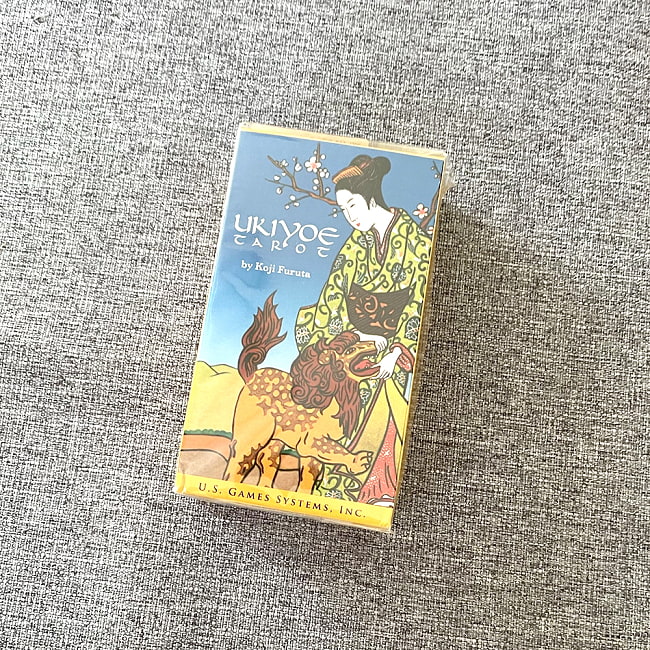 UKIYOE
TAROT
by Koji Furuta
U.S. GAMES SYSTEMS, INC.